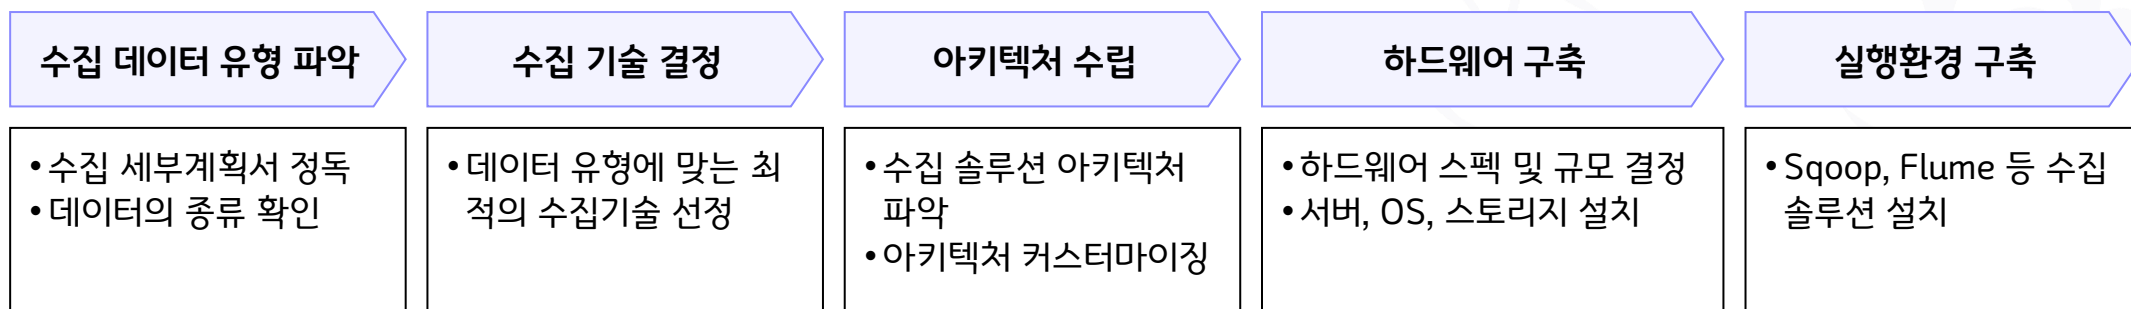 수집 데이터 유형 파악
• 수집 세부계획서 정독
• 데이터의 종류 확인
수집 기술 결정
• 데이터 유형에 맞는 최
적의 수집기술 선정
아키텍처 수립
• 수집 솔루션 아키텍처
파악
• 아키텍처 커스터마이징
하드웨어 구축
• 하드웨어 스펙 및 규모 결정
• 서버, OS, 스토리지 설치
실행환경 구축
• Sqoop, Flume 등 수집
솔루션 설치